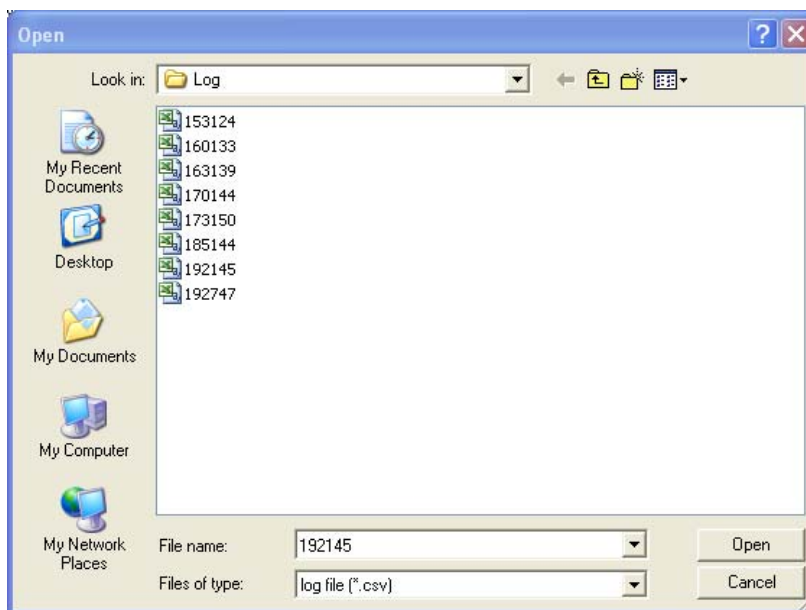 Open
Look in: Log
153124
160133
163139
170144
173150
185144
192145
192747
My Recent
Documents
Desktop
My Documents
My Computer
My Network
Places
File name: 192145 Open
Files of type: log file (*.csv) Cancel